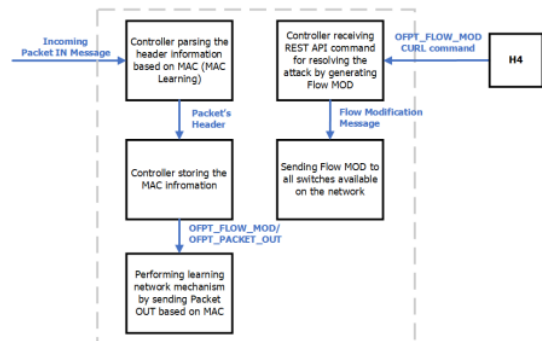 Incoming
Packet IN Message
Controller parsing the
header information
based on MAC (MAC
Learning)
Controller receiving
REST API command
for resolving the
attack by generating
Flow MOD
OFPT_FLOW_MOD
CURL command
H4
Packet's
Header
Flow Modification
Message
Controller storing the
MAC infromation
Sending Flow MOD to
all switches available
on the network
OFPT_FLOW_MOD/
OFPT_PACKET_OUT
Performing learning
network mechanism
by sending Packet
OUT based on MAC